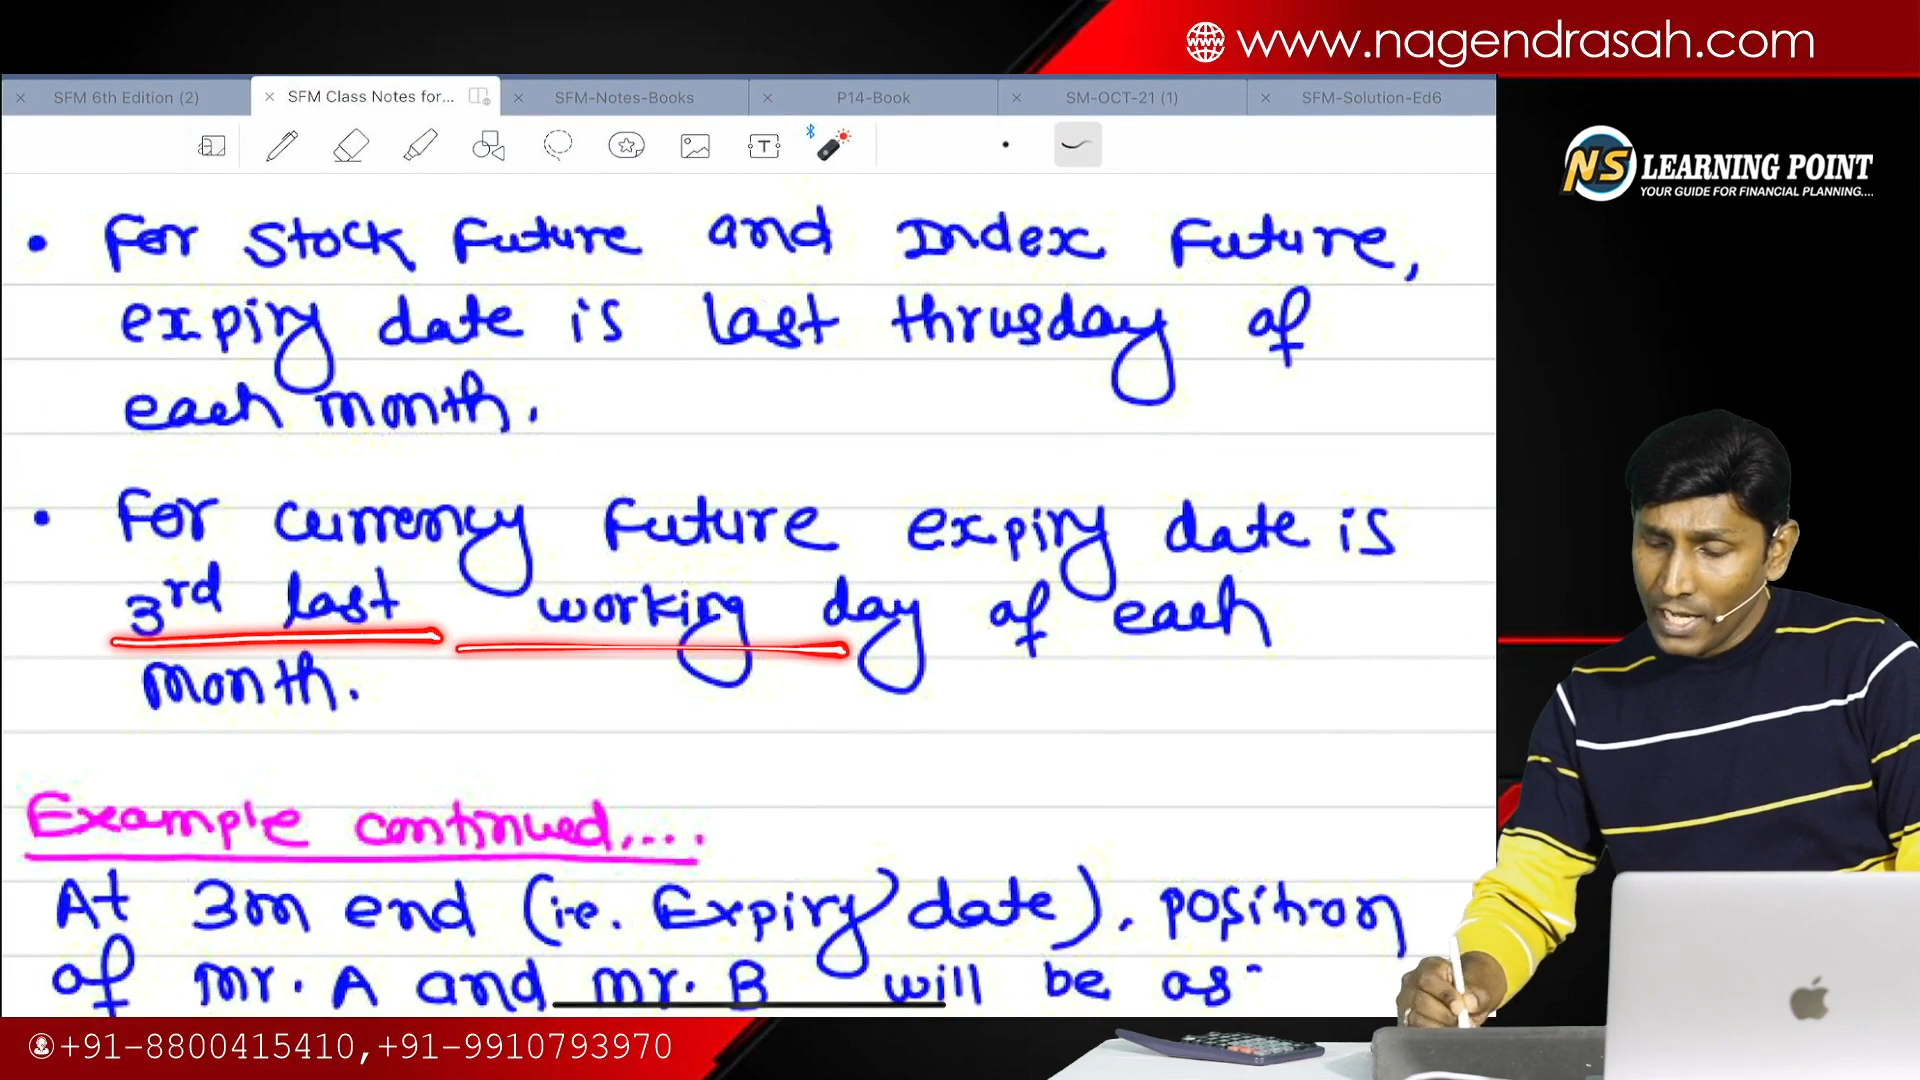 www.nagendrasah.com
SFM 6th Edition (2)
SFM Class Notes for...
SFM-Notes-Books
P14-Book
SM-OCT-21 (1)
SFM-Solution-Ed6
NS LEARNING POINT
YOUR GUIDE FOR FINANCIAL PLANNING....
• For Stock Future and Index Future,
expiry date is last thrusday of
each month.
• For currency Future expiry date is
3rd last working day of each
month.
Example continued....
At 3m end (i.e. Expiry date), position
of Mr. A and Mr. B will be as
+91-8800415410,+91-9910793970